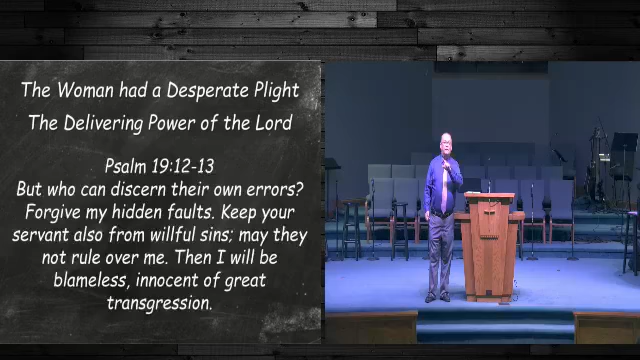 The Woman had a Desperate Plight
The Delivering Power of the Lord
Psalm 19:12-13
But who can discern their own errors?
Forgive my hidden faults. Keep your
servant also from willful sins; may they
not rule over me. Then I will be
blameless, innocent of great
transgression.